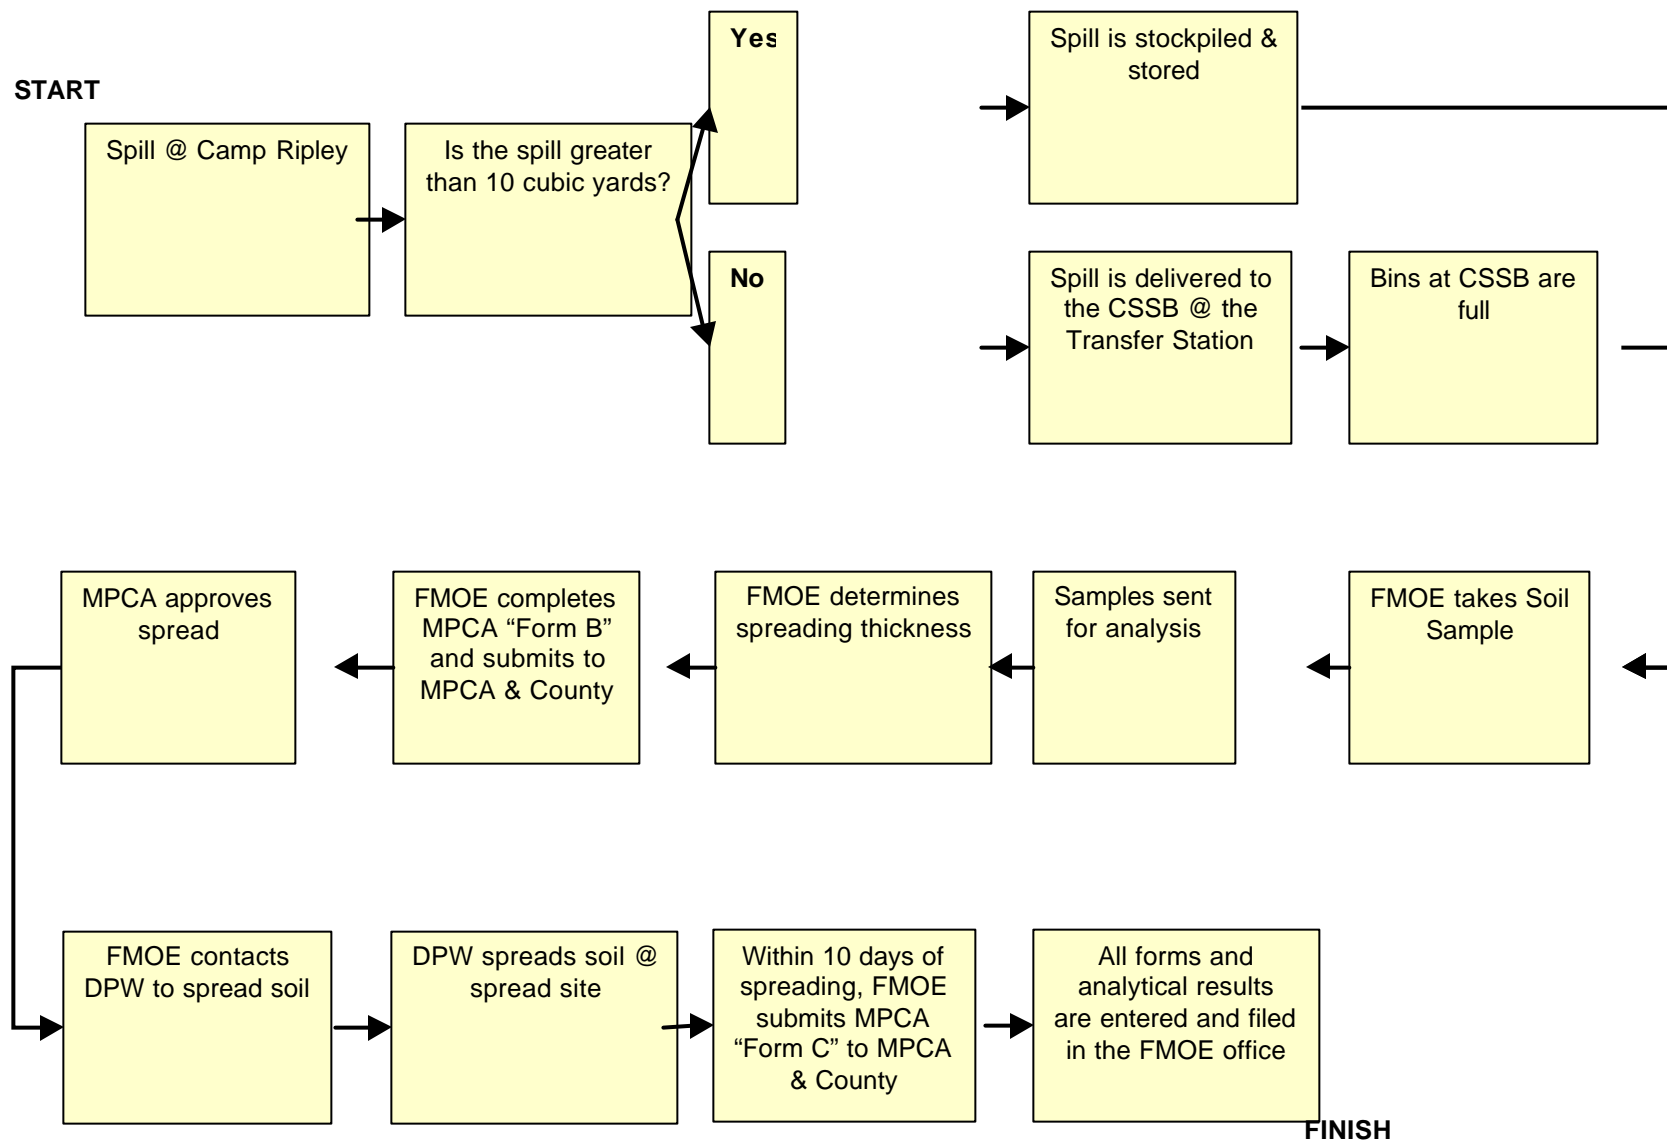 START
Spill @ Camp Ripley
Is the spill greater
than 10 cubic yards?
Yes
Spill is stockpiled &
stored
No
Spill is delivered to
the CSSB @ the
Transfer Station
Bins at CSSB are
full
FMOE takes Soil
Sample
Samples sent
for analysis
FMOE determines
spreading thickness
FMOE completes
MPCA “Form B”
and submits to
MPCA & County
MPCA approves
spread
FMOE contacts
DPW to spread soil
DPW spreads soil @
spread site
Within 10 days of
spreading, FMOE
submits MPCA
“Form C” to MPCA
& County
All forms and
analytical results
are entered and filed
in the FMOE office
FINISH